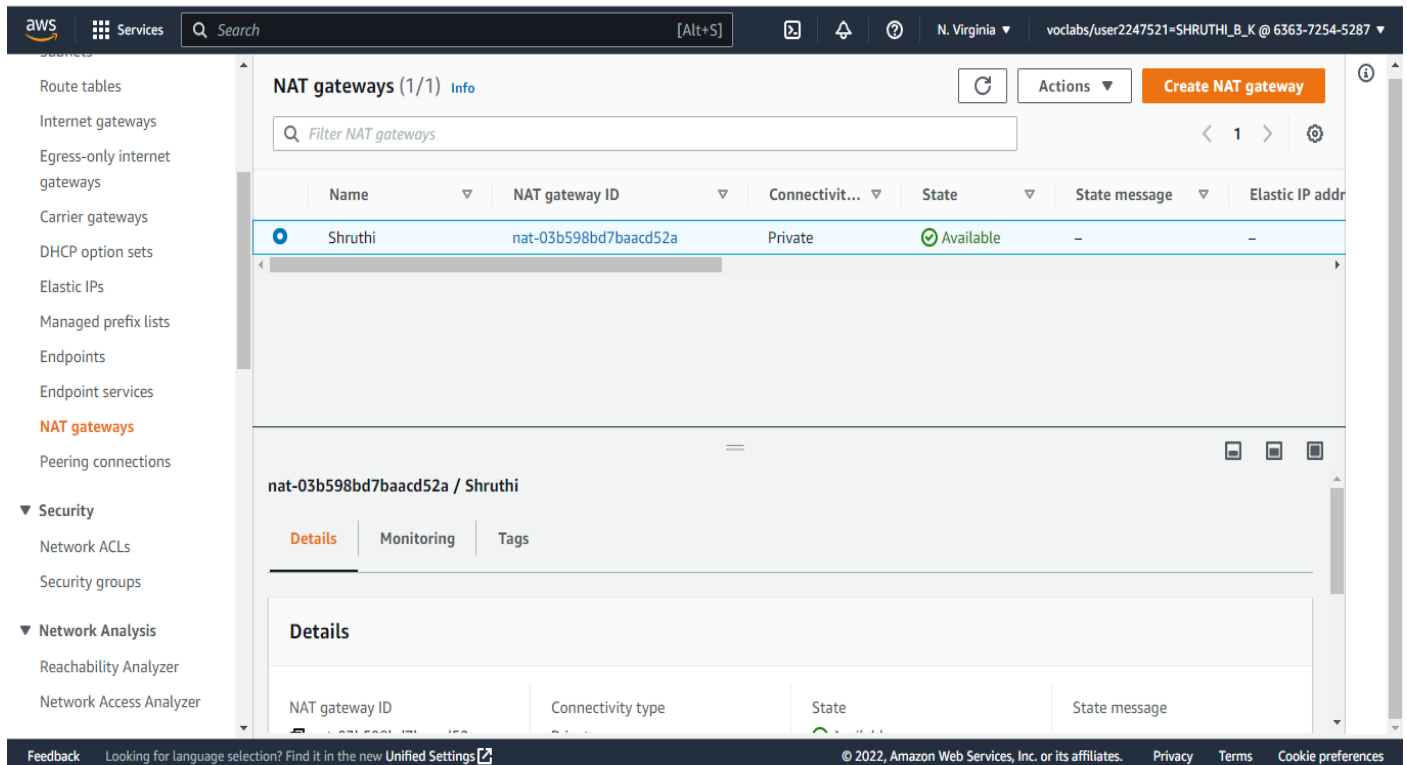 aws
Services
Search [Alt+S]
N. Virginia ▼
voclabs/user2247521=SHRUTHI_B_K @ 6363-7254-5287 ▼
Route tables
Internet gateways
Egress-only internet
gateways
Carrier gateways
DHCP option sets
Elastic IPs
Managed prefix lists
Endpoints
Endpoint services
NAT gateways
Peering connections
▼ Security
Network ACLs
Security groups
▼ Network Analysis
Reachability Analyzer
Network Access Analyzer
NAT gateways (1/1) Info
Actions ▼
Create NAT gateway
Filter NAT gateways
1
Name NAT gateway ID Connectivit... State State message Elastic IP addr
Shruthi nat-03b598bd7baacd52a Private Available – –
nat-03b598bd7baacd52a / Shruthi
Details Monitoring Tags
Details
NAT gateway ID Connectivity type State State message
Feedback Looking for language selection? Find it in the new Unified Settings © 2022, Amazon Web Services, Inc. or its affiliates. Privacy Terms Cookie preferences